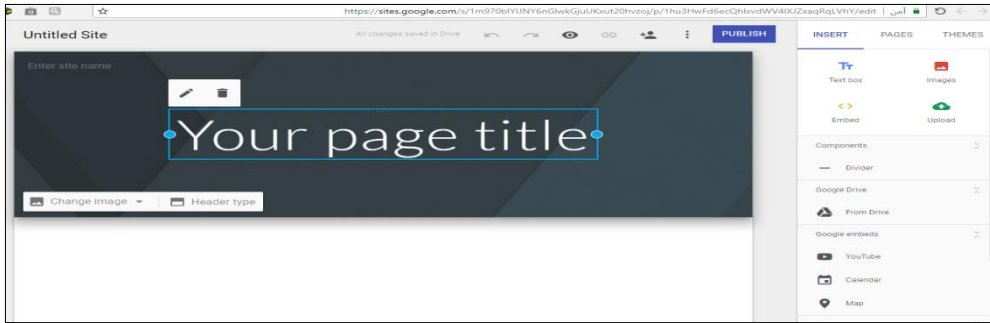 https://sites.google.com/s/1m970bIYIJNY6nGlwkGjuUKxut20hvzoj/p/1hu3HwFd6ecQhlxvdWV4lXJZxaqRqLVhY/edit | آمن
Untitled Site
All changes saved in Drive
PUBLISH
INSERT PAGES THEMES
Enter site name
Your page title
Change image
Header type
Text box Images
Embed Upload
Components
Divider
Google Drive
From Drive
Google embeds
YouTube
Calendar
Map